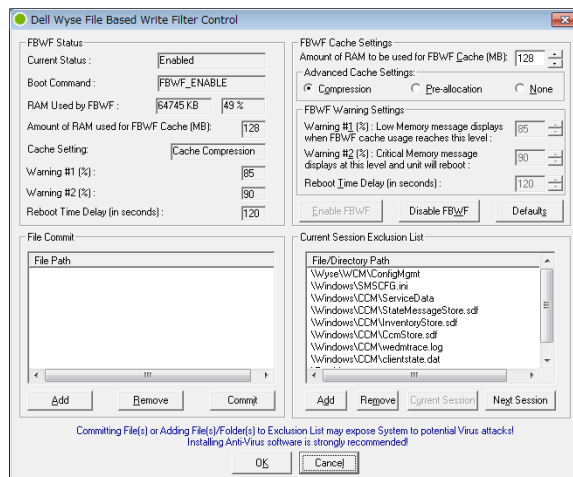 Dell Wyse File Based Write Filter Control
FBWF Status
Current Status : Enabled
Boot Command : FBWF_ENABLE
RAM Used by FBWF : 64745 KB 49 %
Amount of RAM used for FBWF Cache (MB): 128
Cache Setting: Cache Compression
Warning #1 (%) : 85
Warning #2 (%) : 90
Reboot Time Delay (in seconds) : 120
FBWF Cache Settings
Amount of RAM to be used for FBWF Cache (MB): 128
Advanced Cache Settings:
Compression Pre-allocation None
FBWF Warning Settings
Warning #1 (%) : Low Memory message displays
when FBWF cache usage reaches this level : 85
Warning #2 (%) : Critical Memory message
displays at this level and unit will reboot : 90
Reboot Time Delay (in seconds) : 120
Enable FBWF Disable FBWF Defaults
File Commit
File Path
Add Remove Commit
Current Session Exclusion List
File/Directory Path
\Wyse\WCM\ConfigMgmt
\Windows\SMSCFG.ini
\Windows\CCM\ServiceData
\Windows\CCM\StateMessageStore.sdf
\Windows\CCM\InventoryStore.sdf
\Windows\CCM\CcmStore.sdf
\Windows\CCM\wedmtrace.log
\Windows\CCM\clientstate.dat
Add Remove Current Session Next Session
Committing File(s) or Adding File(s)/Folder(s) to Exclusion List may expose System to potential Virus attacks!
Installing Anti-Virus software is strongly recommended!
OK Cancel